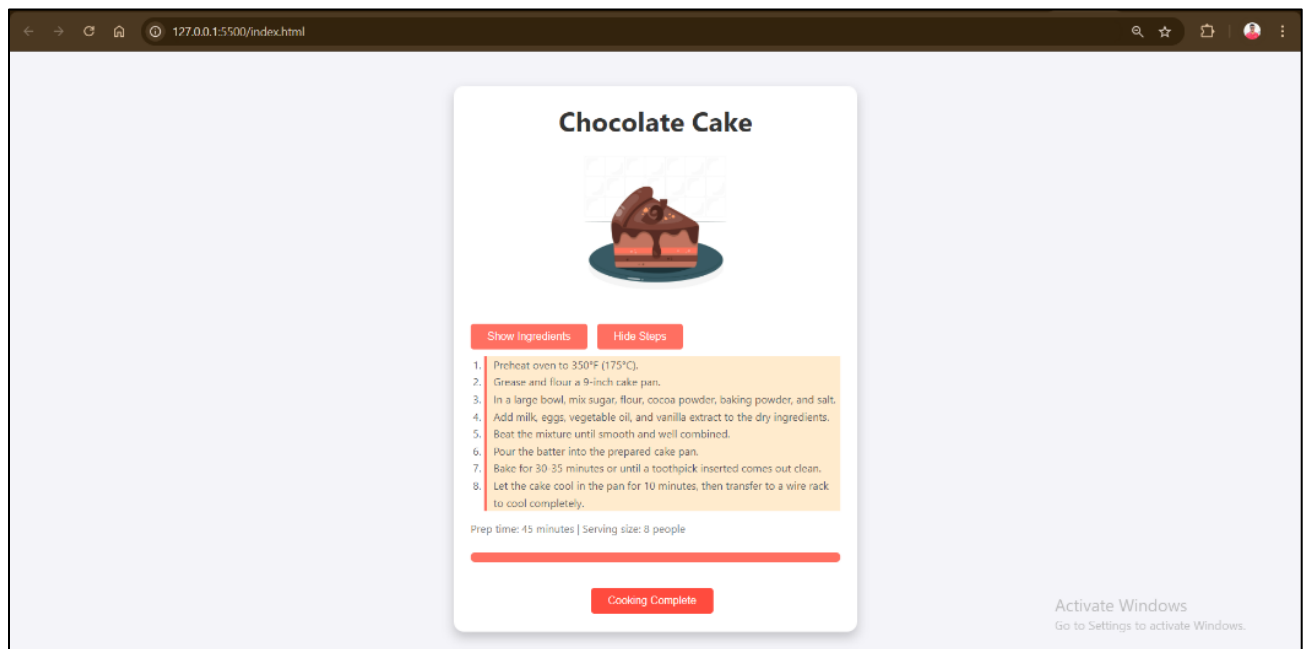 127.0.0.1:5500/index.html
Chocolate Cake
9
Show Ingredients Hide Steps
1. Preheat oven to 350°F (175°C).
2. Grease and flour a 9-inch cake pan.
3. In a large bowl, mix sugar, flour, cocoa powder, baking powder, and salt.
4. Add milk, eggs, vegetable oil, and vanilla extract to the dry ingredients.
5. Beat the mixture until smooth and well combined.
6. Pour the batter into the prepared cake pan.
7. Bake for 30-35 minutes or until a toothpick inserted comes out clean.
8. Let the cake cool in the pan for 10 minutes, then transfer to a wire rack
to cool completely.
Prep time: 45 minutes | Serving size: 8 people
Cooking Complete
Activate Windows
Go to Settings to activate Windows.